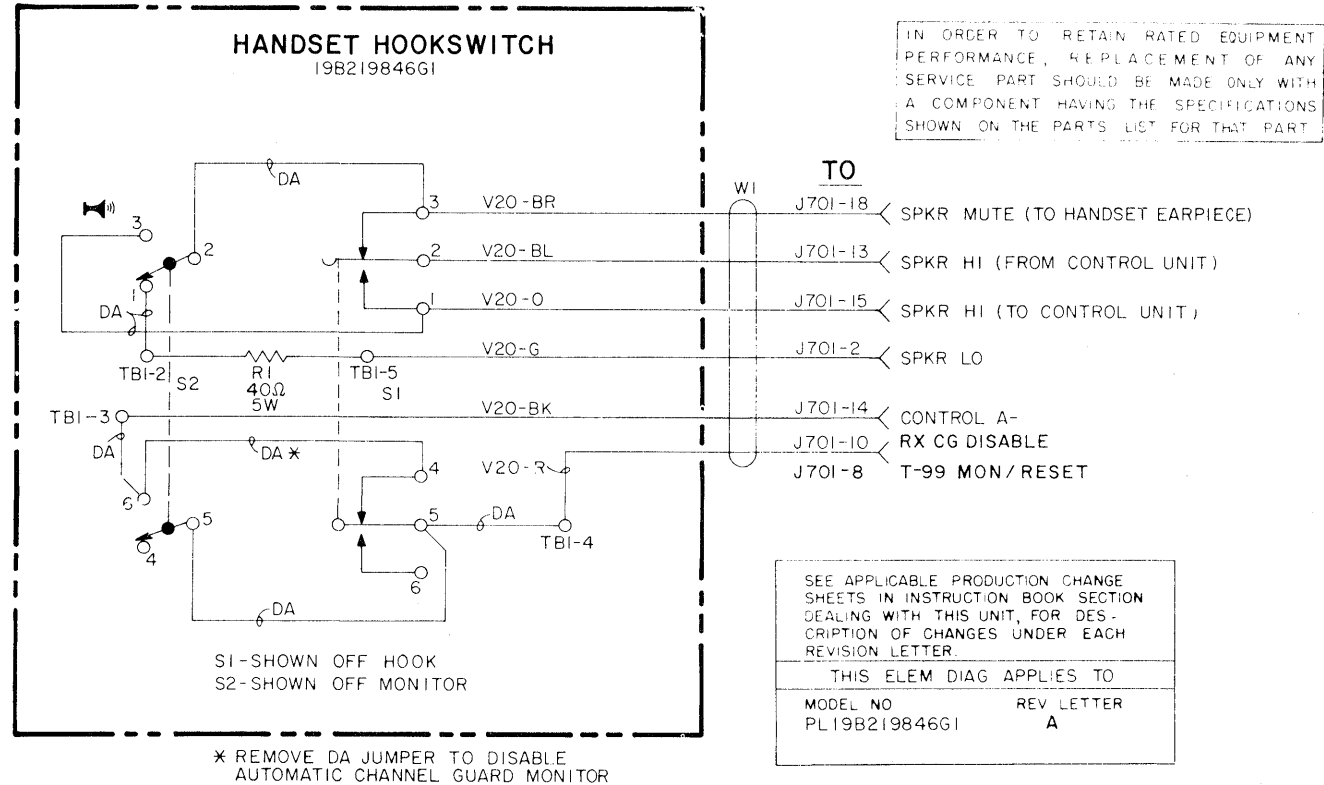 HANDSET HOOKSWITCH
19B219846G1
IN ORDER TO RETAIN RATED EQUIPMENT
PERFORMANCE, REPLACEMENT OF ANY
SERVICE PART SHOULD BE MADE ONLY WITH
A COMPONENT HAVING THE SPECIFICATIONS
SHOWN ON THE PARTS LIST FOR THAT PART
DA
3
V20-BR
W1
TO
J701-18
SPKR MUTE (TO HANDSET EARPIECE)
3
2
2
V20-BL
J701-13
SPKR HI (FROM CONTROL UNIT)
1
DA
1
V20-O
J701-15
SPKR HI (TO CONTROL UNIT)
TB1-2
S2
R1
40Ω
5W
TB1-5
S1
V20-G
J701-2
SPKR LO
TB1-3
V20-BK
J701-14
CONTROL A-
DA
DA *
4
V20-R
J701-10
RX CG DISABLE
J701-8
T-99 MON/RESET
6
5
4
5
DA
TB1-4
6
DA
S1-SHOWN OFF HOOK
S2-SHOWN OFF MONITOR
* REMOVE DA JUMPER TO DISABLE
AUTOMATIC CHANNEL GUARD MONITOR
SEE APPLICABLE PRODUCTION CHANGE
SHEETS IN INSTRUCTION BOOK SECTION
DEALING WITH THIS UNIT, FOR DES-
CRIPTION OF CHANGES UNDER EACH
REVISION LETTER.
THIS ELEM DIAG APPLIES TO
MODEL NO REV LETTER
PL19B219846G1 A